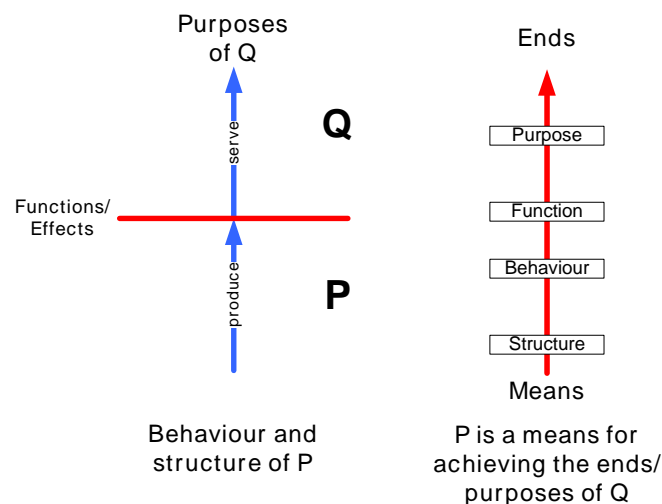 Purposes
of Q
serve
Q
Functions/
Effects
produce
P
Behaviour and
structure of P
Ends
Purpose
Function
Behaviour
Structure
Means
P is a means for
achieving the ends/
purposes of Q